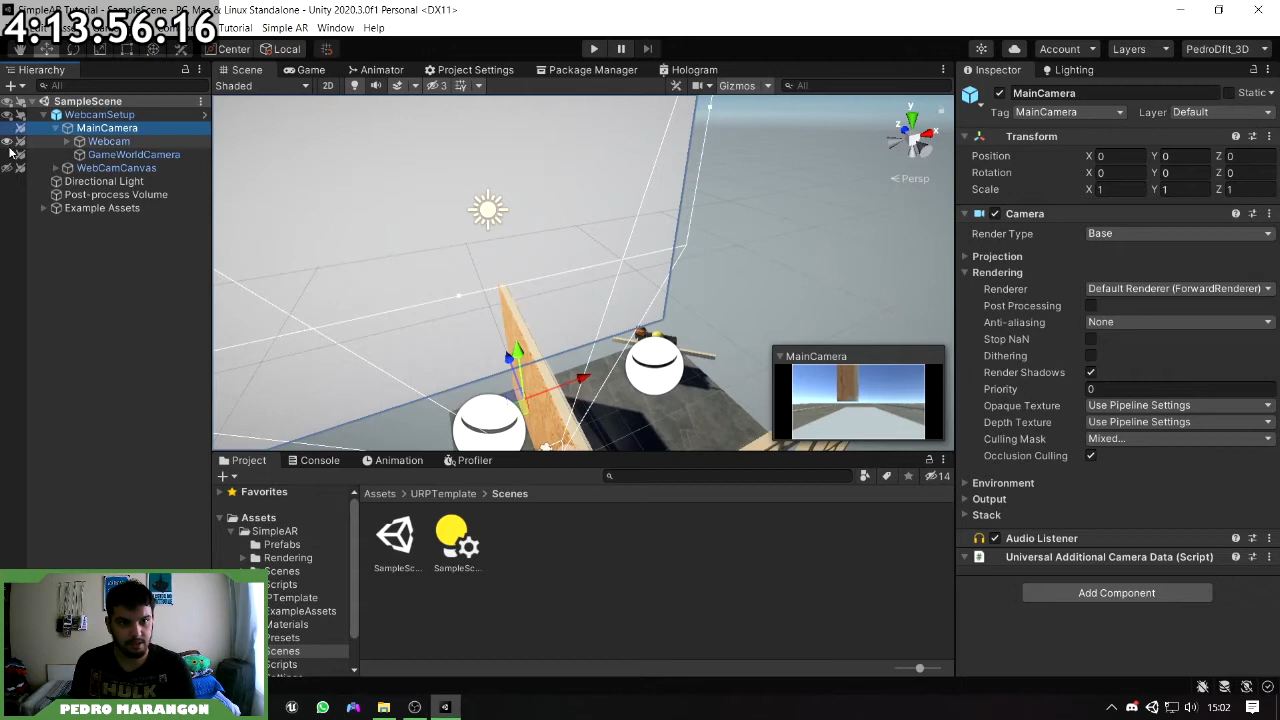 SimpleAR - SampleScene - PC, Mac & Linux Standalone - Unity 2020.3.0f1 Personal <DX11>
4:13:56:16
Tutorial Simple AR Window Help
Center Local
Account Layers PedroDfit_3D
Hierarchy
All
SampleScene
WebcamSetup
MainCamera
Webcam
GameWorldCamera
WebCamCanvas
Directional Light
Post-process Volume
Example Assets
Scene Game Animator Project Settings Package Manager Hologram
Shaded 2D 3 Gizmos All
y
x
z
Persp
MainCamera
Inspector Lighting
MainCamera Static
Tag MainCamera Layer Default
Transform
Position X 0 Y 0 Z 0
Rotation X 0 Y 0 Z 0
Scale X 1 Y 1 Z 1
Camera
Render Type Base
Projection
Rendering
Renderer Default Renderer (ForwardRenderer)
Post Processing
Anti-aliasing None
Stop NaN
Dithering
Render Shadows
Priority 0
Opaque Texture Use Pipeline Settings
Depth Texture Use Pipeline Settings
Culling Mask Mixed...
Occlusion Culling
Environment
Output
Stack
Audio Listener
Universal Additional Camera Data (Script)
Add Component
Project Console Animation Profiler
14
Favorites
Assets
SimpleAR
Prefabs
Rendering
Scenes
Scripts
PTemplate
ExampleAssets
Materials
Presets
Scenes
Scripts
Assets URPTemplate Scenes
SampleSc... SampleSc...
HULK
PEDRO MARANGON
15:02